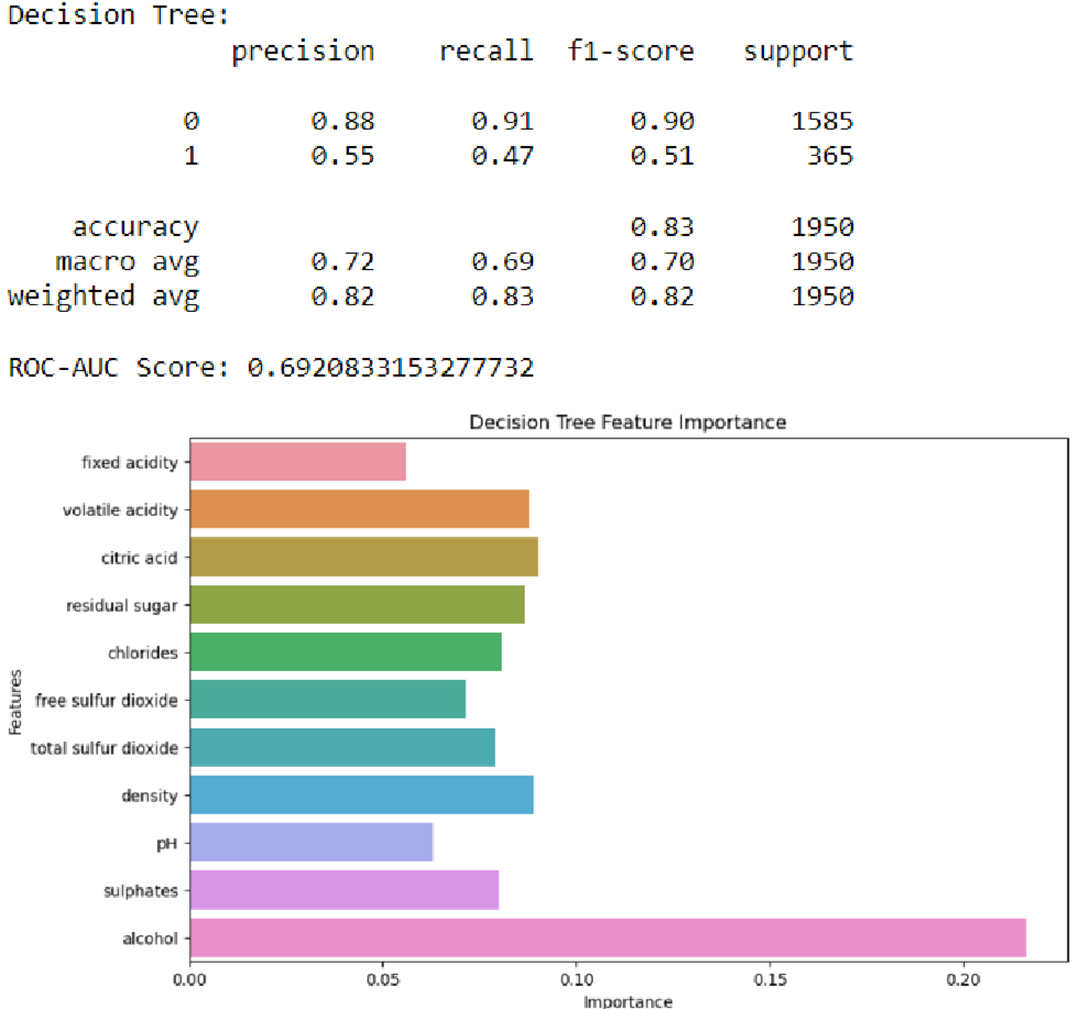 Decision Tree:
precision recall f1-score support
0 0.88 0.91 0.90 1585
1 0.55 0.47 0.51 365
accuracy 0.83 1950
macro avg 0.72 0.69 0.70 1950
weighted avg 0.82 0.83 0.82 1950
ROC-AUC Score: 0.6920833153277732
Decision Tree Feature Importance
fixed acidity
volatile acidity
citric acid
residual sugar
chlorides
free sulfur dioxide
total sulfur dioxide
density
pH
sulphates
alcohol
Features
0.00 0.05 0.10 0.15 0.20
Importance